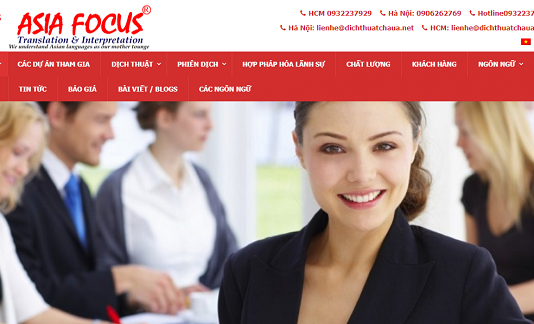 ASIA FOCUS®
Translation & Interpretation
We understand Asian languages as our mother tounge
HCM 0932237929 Hà Nội: 0906262769 Hotline0932237
Hà Nội: lienhe@dichthuatchaua.net HCM: lienhe@dichthuatchaua
CÁC DỰ ÁN THAM GIA DỊCH THUẬT PHIÊN DỊCH HỢP PHÁP HÓA LÃNH SỰ CHẤT LƯỢNG KHÁCH HÀNG NGÔN NGỮ
TIN TỨC BÁO GIÁ BÀI VIẾT / BLOGS CÁC NGÔN NGỮ